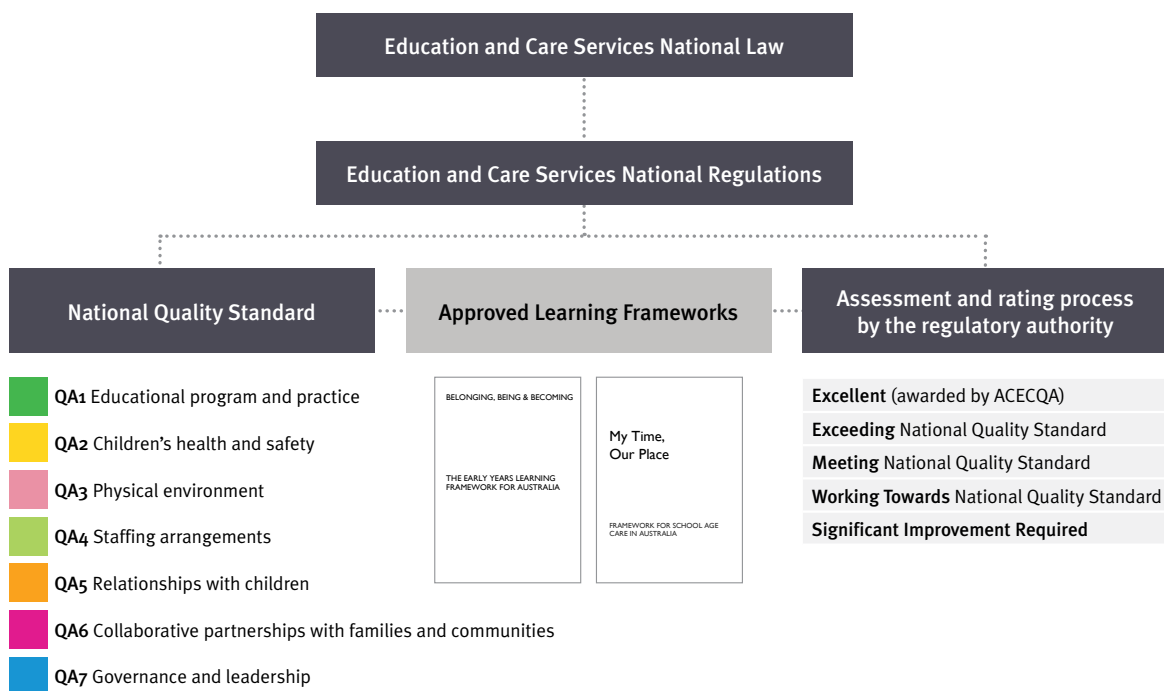 Education and Care Services National Law
Education and Care Services National Regulations
National Quality Standard
Approved Learning Frameworks
Assessment and rating process
by the regulatory authority
QA1 Educational program and practice
QA2 Children’s health and safety
QA3 Physical environment
QA4 Staffing arrangements
QA5 Relationships with children
QA6 Collaborative partnerships with families and communities
QA7 Governance and leadership
BELONGING, BEING & BECOMING
THE EARLY YEARS LEARNING
FRAMEWORK FOR AUSTRALIA
My Time,
Our Place
FRAMEWORK FOR SCHOOL AGE
CARE IN AUSTRALIA
Excellent (awarded by ACECQA)
Exceeding National Quality Standard
Meeting National Quality Standard
Working Towards National Quality Standard
Significant Improvement Required